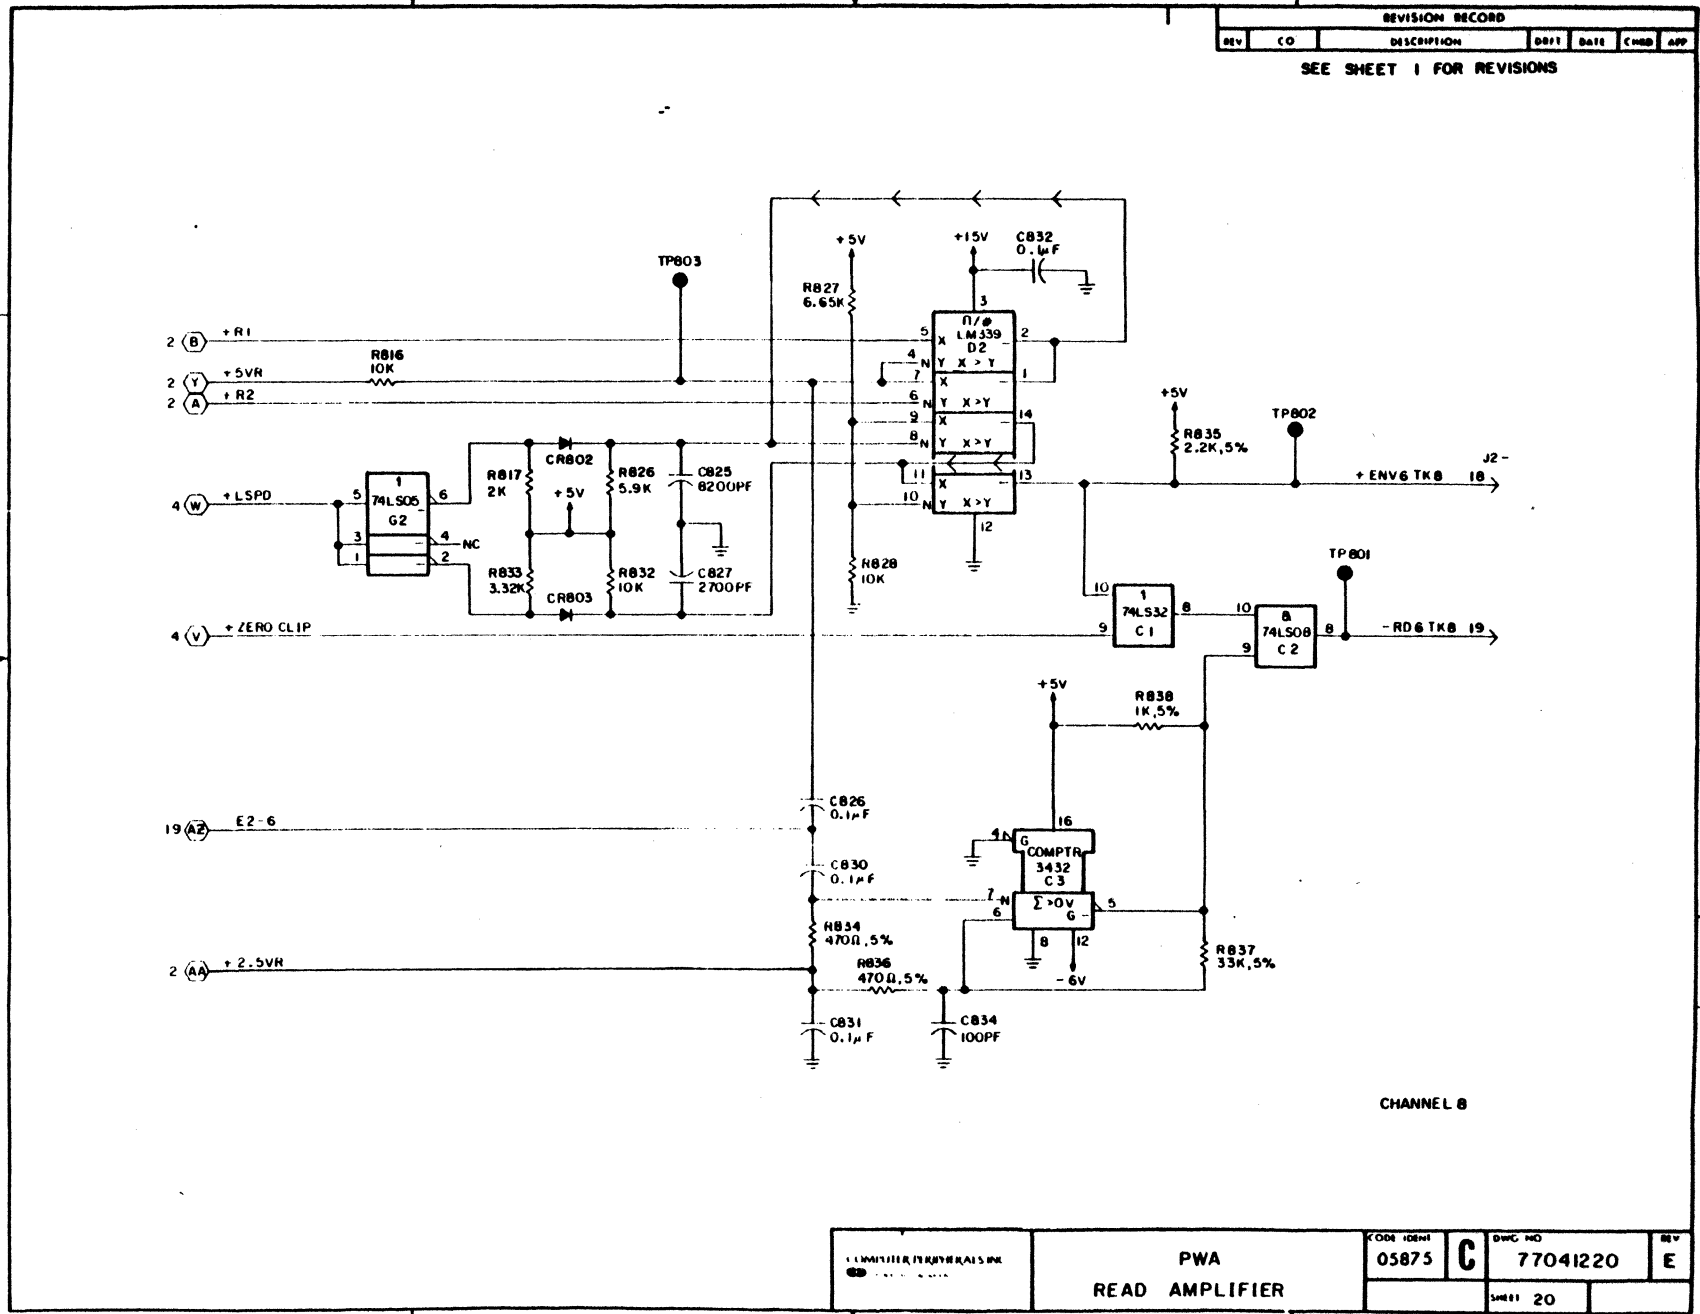 REVISION RECORD
REV CO DESCRIPTION DRFT DATE CHKD APP
SEE SHEET 1 FOR REVISIONS
+5V
+15V
C832
0.1µF
TP803
R827
6.65K
3
2 B +R1
5 X
Π/#
LM339
D2
2
R816
10K
4 N Y X > Y
2 Y +5VR
7 X
1
2 A +R2
6 N Y X>Y
9 X
14
8 N Y X>Y
+5V
R835
2.2K,5%
TP802
CR802
R817
2K
+5V
R826
5.9K
C825
8200PF
11 X
13
10 N Y X>Y
12
J2-
+ENV6 TK8 18
4 W +LSPD
5
1
74LS05
G2
6
3
4 NC
1
2
R833
3.32K
CR803
R832
10K
C827
2700PF
R828
10K
TP801
10
1
74LS32
C1
8
9
10
&
74LS08
C2
8
9
-RD6 TK8 19
4 V +ZERO CLIP
+5V
R838
1K,5%
C826
0.1µF
19 AZ E2-6
16
4 G
COMPTR
3432
C3
C830
0.1µF
7 N
Σ>0V
G
5
6
8
12
-6V
R834
470Ω,5%
2 AA +2.5VR
R836
470Ω,5%
R837
33K,5%
C831
0.1µF
C834
100PF
CHANNEL 8
COMPUTER PERIPHERALS INC
PWA
READ AMPLIFIER
CODE IDENT
05875
C
DWG NO
77041220
REV
E
SHEET 20